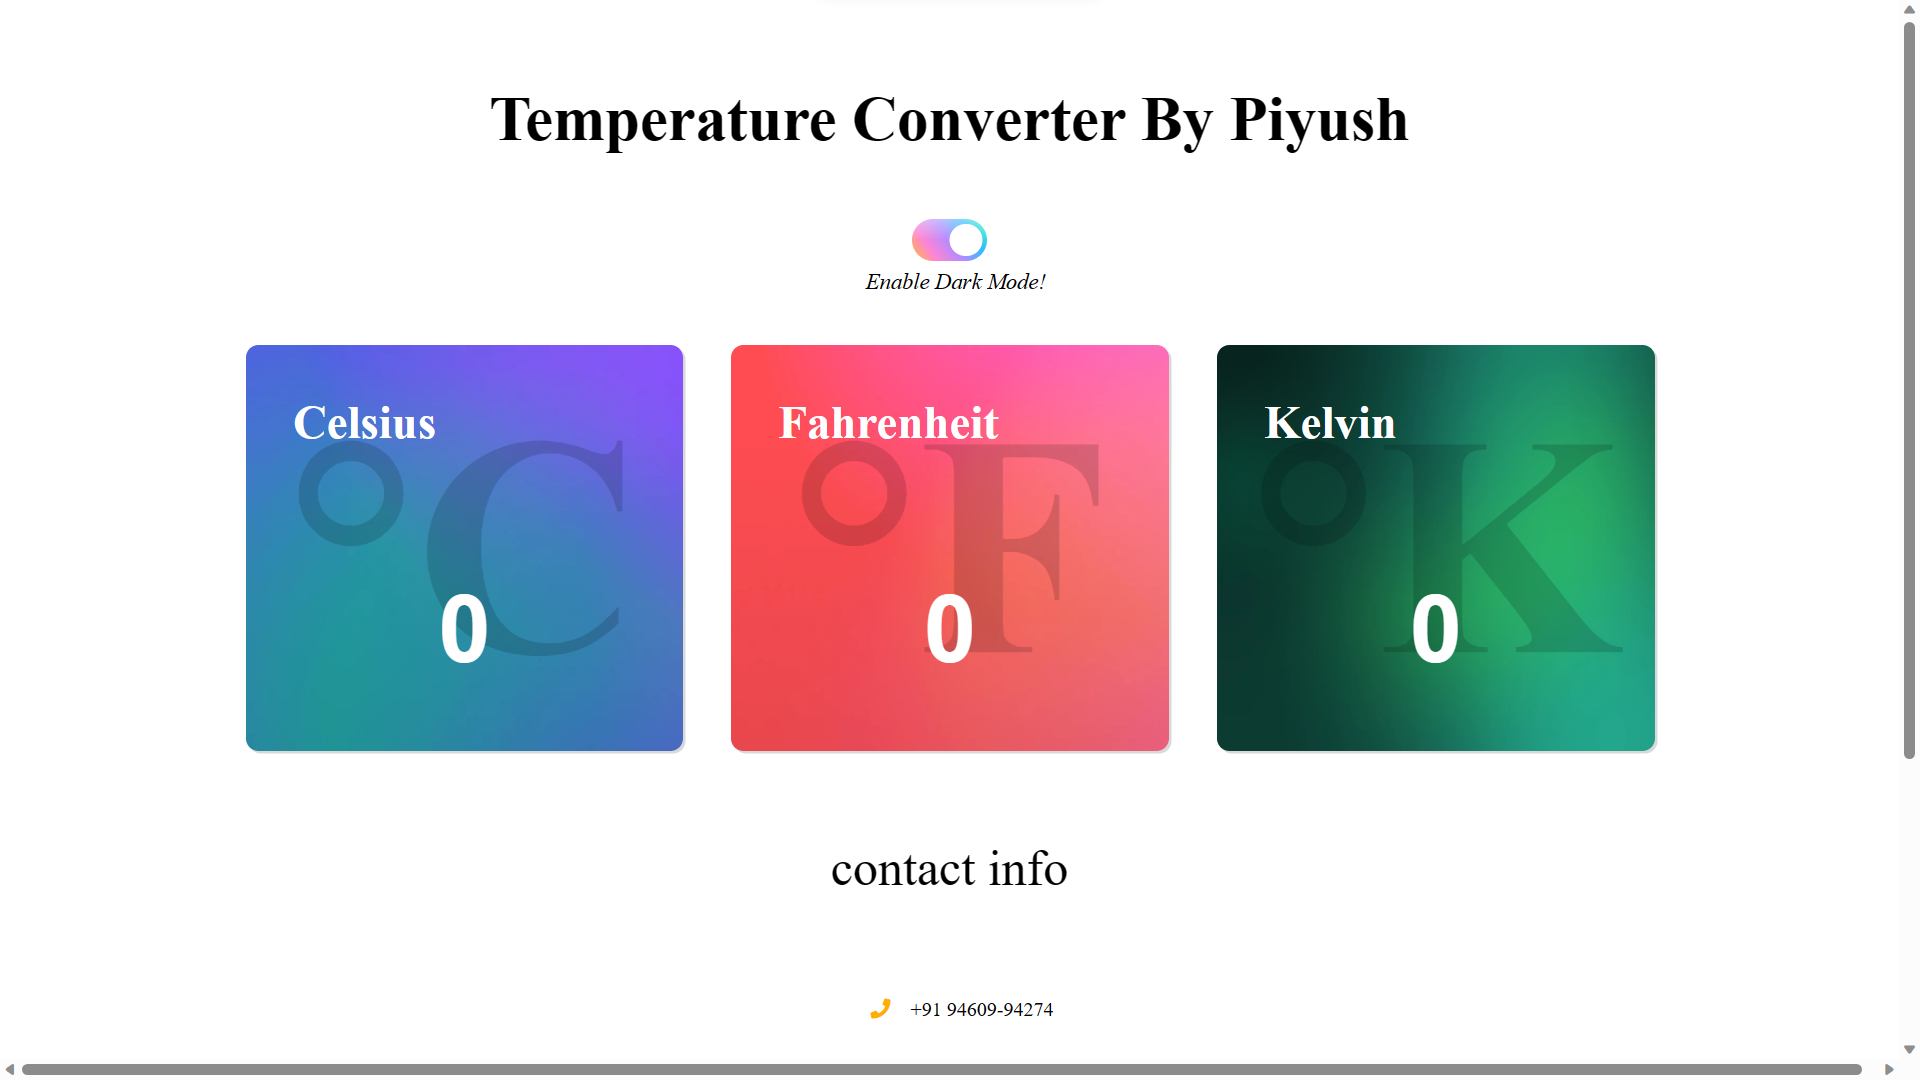 Temperature Converter By Piyush
Enable Dark Mode!
Celsius
°C
0
Fahrenheit
°F
0
Kelvin
°K
0
contact info
+91 94609-94274